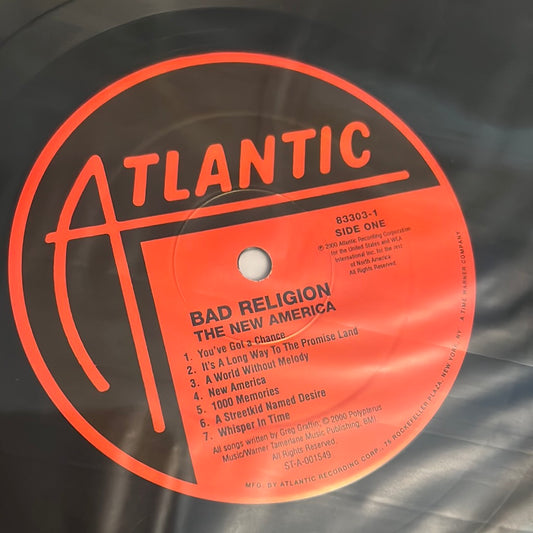 ATLANTIC
83303-1
SIDE ONE
℗ 2000 Atlantic Recording Corporation
for the United States and WEA
International Inc. for the rest
of North America
All Rights Reserved.
BAD RELIGION
THE NEW AMERICA
1. You've Got a Chance
2. It's A Long Way To The Promise Land
3. A World Without Melody
4. New America
5. 1000 Memories
6. A Streetkid Named Desire
7. Whisper In Time
All songs written by Greg Graffin; © 2000 Polypterus
Music/Warner Tamerlane Music Publishing, BMI
All Rights Reserved.
ST-A-001549
MFG. BY ATLANTIC RECORDING CORP., 75 ROCKEFELLER PLAZA, NEW YORK, NY A TIME WARNER COMPANY